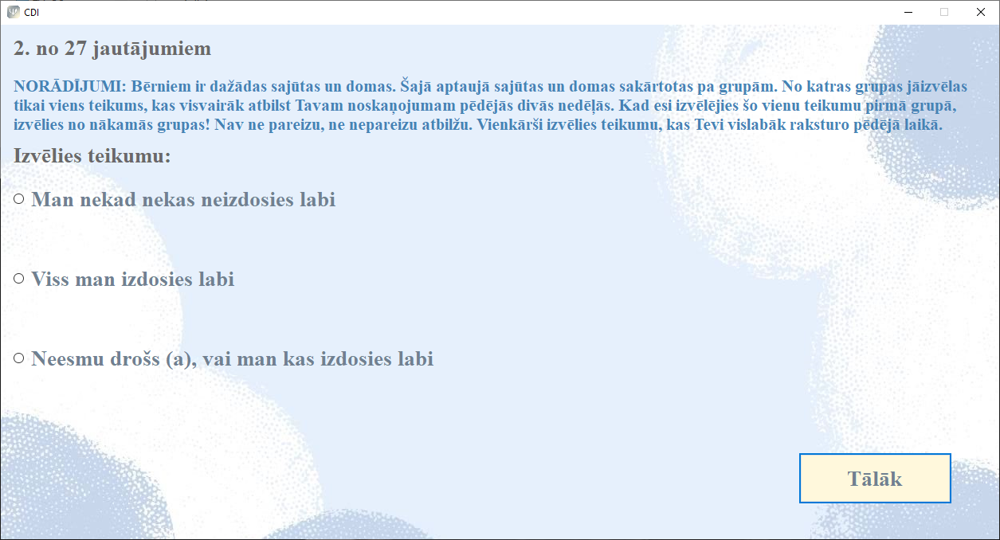 CDI
2. no 27 jautājumiem
NORĀDĪJUMI: Bērniem ir dažādas sajūtas un domas. Šajā aptaujā sajūtas un domas sakārtotas pa grupām. No katras grupas jāizvēlas
tikai viens teikums, kas visvairāk atbilst Tavam noskaņojumam pēdējās divās nedēļās. Kad esi izvēlējies šo vienu teikumu pirmā grupā,
izvēlies no nākamās grupas! Nav ne pareizu, ne nepareizu atbilžu. Vienkārši izvēlies teikumu, kas Tevi vislabāk raksturo pēdējā laikā.
Izvēlies teikumu:
Man nekad nekas neizdosies labi
Viss man izdosies labi
Neesmu drošs (a), vai man kas izdosies labi
Tālāk